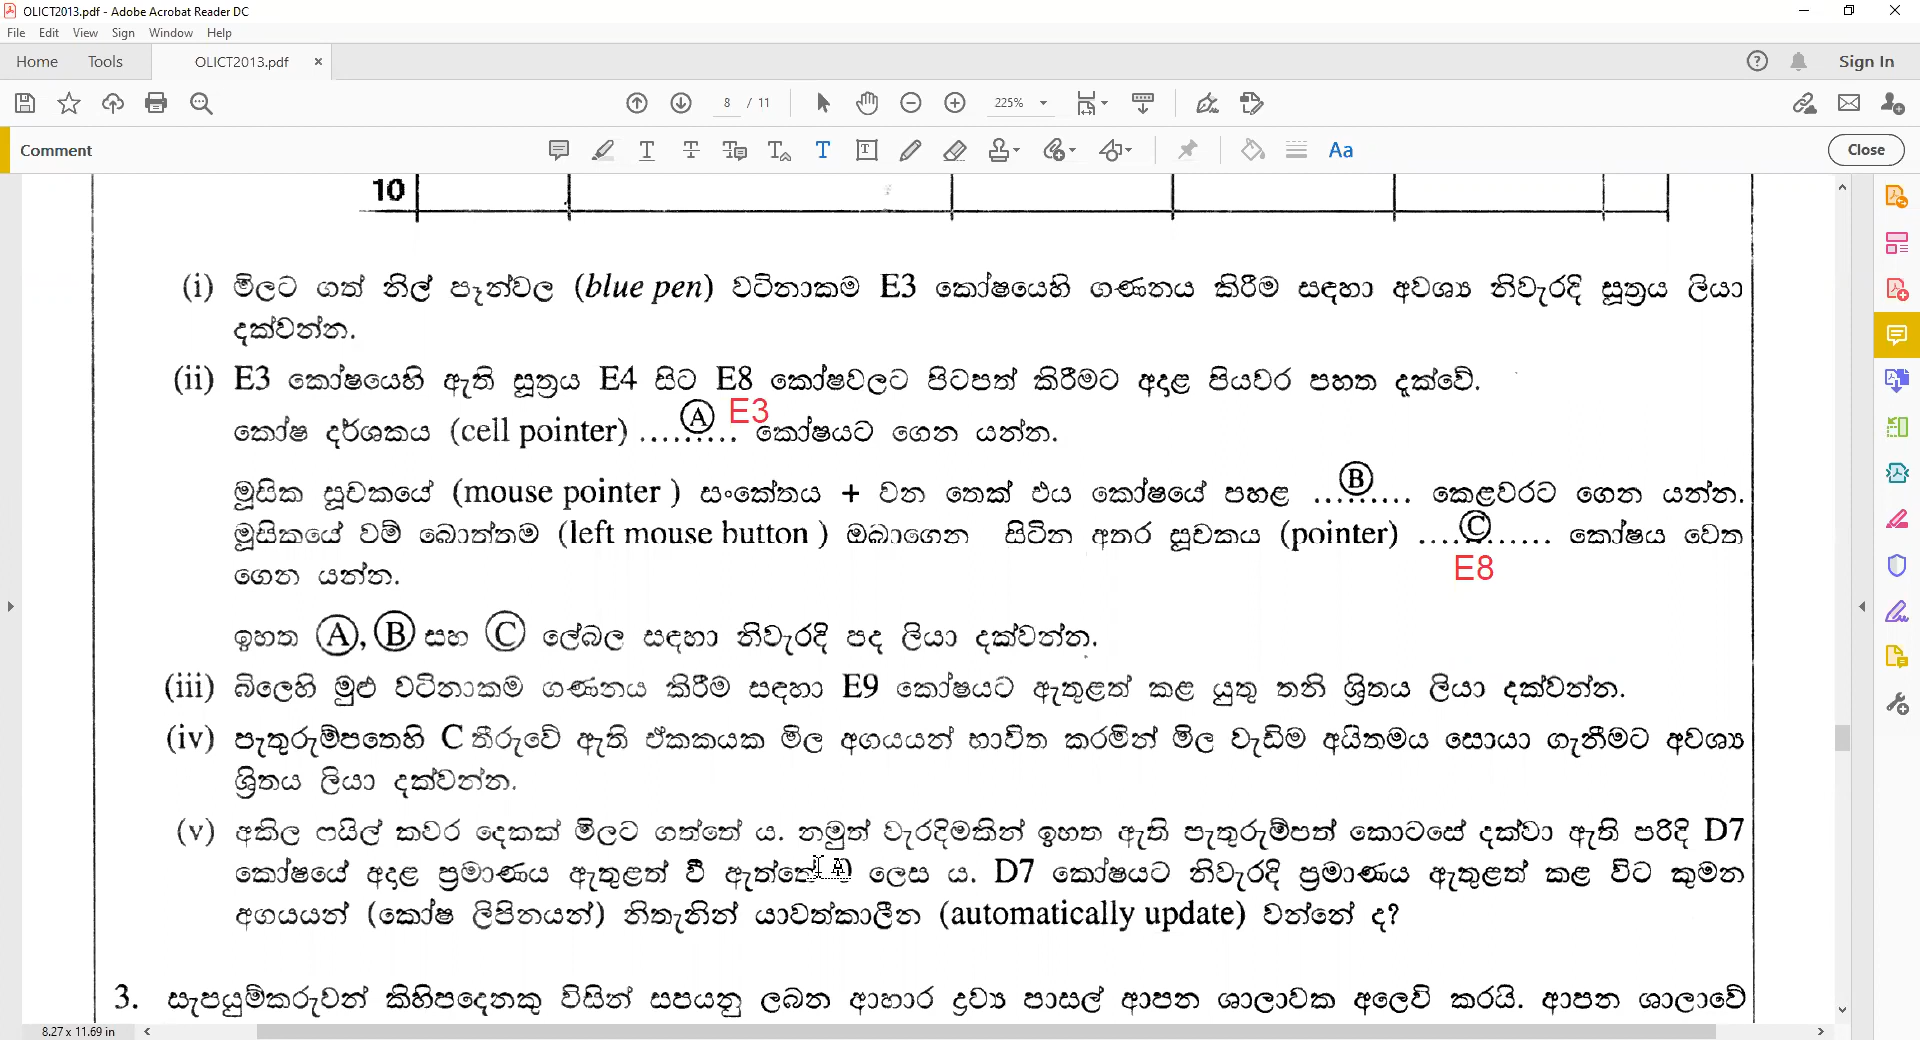 OLICT2013.pdf - Adobe Acrobat Reader DC
File Edit View Sign Window Help
Home Tools OLICT2013.pdf × Sign In
8 / 11 225%
Comment Close
10
(i) මිලට ගත් නිල් පෑන්වල (blue pen) වටිනාකම E3 කෝෂයෙහි ගණනය කිරීම සඳහා අවශ්‍ය නිවැරදි සූත්‍රය ලියා
දක්වන්න.
(ii) E3 කෝෂයෙහි ඇති සූත්‍රය E4 සිට E8 කෝෂවලට පිටපත් කිරීමට අදාළ පියවර පහත දැක්වේ.
කෝෂ දර්ශකය (cell pointer) ....Ⓐ.... E3 කෝෂයට ගෙන යන්න.
මූසික සූචකයේ (mouse pointer ) සංකේතය + වන තෙක් එය කෝෂයේ පහළ ....Ⓑ.... කෙළවරට ගෙන යන්න.
මූසිකයේ වම් බොත්තම (left mouse button ) ඔබාගෙන සිටින අතර සූචකය (pointer) ....Ⓒ.... කෝෂය වෙත
ගෙන යන්න. E8
ඉහත Ⓐ, Ⓑ සහ Ⓒ ලේබල සඳහා නිවැරදි පද ලියා දක්වන්න.
(iii) බිලෙහි මුළු වටිනාකම ගණනය කිරීම සඳහා E9 කෝෂයට ඇතුළත් කළ යුතු තනි ශ්‍රිතය ලියා දක්වන්න.
(iv) පැතුරුම්පතෙහි C තීරුවේ ඇති ඒකකයක මිල අගයයන් භාවිත කරමින් මිල වැඩිම අයිතමය සොයා ගැනීමට අවශ්‍ය
ශ්‍රිතය ලියා දක්වන්න.
(v) අකිල ෆයිල් කවර දෙකක් මිලට ගත්තේ ය. නමුත් වැරදිමකින් ඉහත ඇති පැතුරුම්පත් කොටසේ දක්වා ඇති පරිදි D7
කෝෂයේ අදාළ ප්‍රමාණය ඇතුළත් වී ඇත්තේ ලෙස ය. D7 කෝෂයට නිවැරදි ප්‍රමාණය ඇතුළත් කළ විට කුමන
අගයයන් (කෝෂ ලිපිනයන්) නිතැනින් යාවත්කාලීන (automatically update) වන්නේ ද?
3. සැපයුම්කරුවන් කිහිපදෙනකු විසින් සපයනු ලබන ආහාර ද්‍රව්‍ය පාසල් ආපන ශාලාවක අලෙවි කරයි. ආපන ශාලාවේ
8.27 x 11.69 in